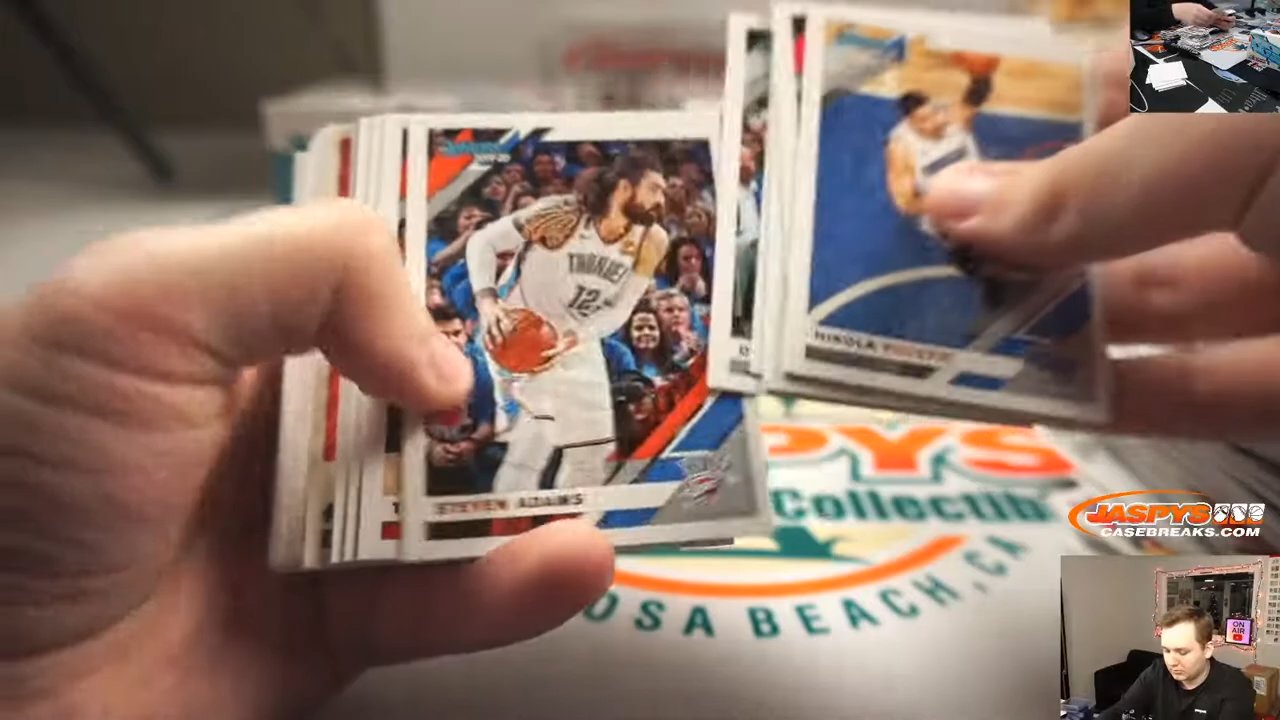 THUNDER
12
STEVEN ADAMS
NIKOLA
PYS
Collectib
OSA BEACH, CA
JASPYS
CASEBREAKS.COM
ON
AIR